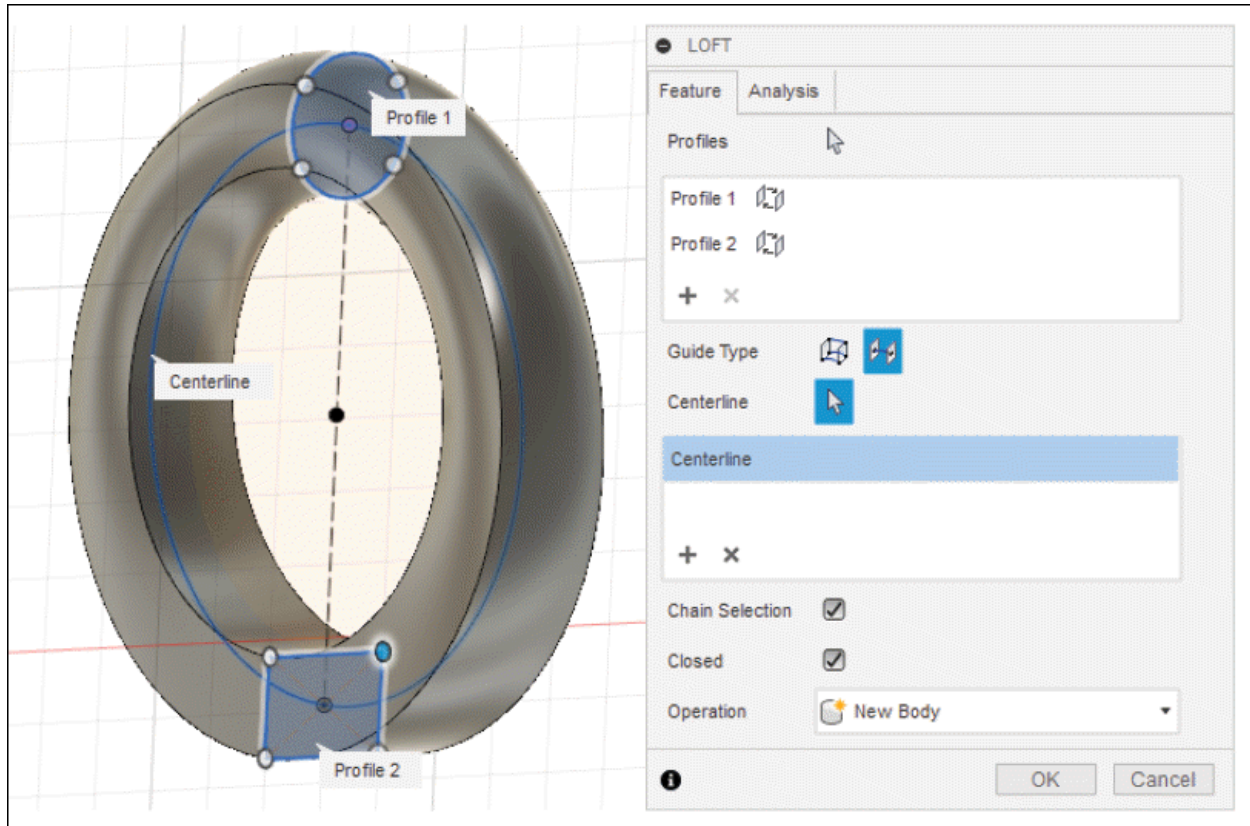 Profile 1
Centerline
Profile 2
LOFT
Feature Analysis
Profiles
Profile 1
Profile 2
Guide Type
Centerline
Centerline
Chain Selection
Closed
Operation New Body
OK Cancel